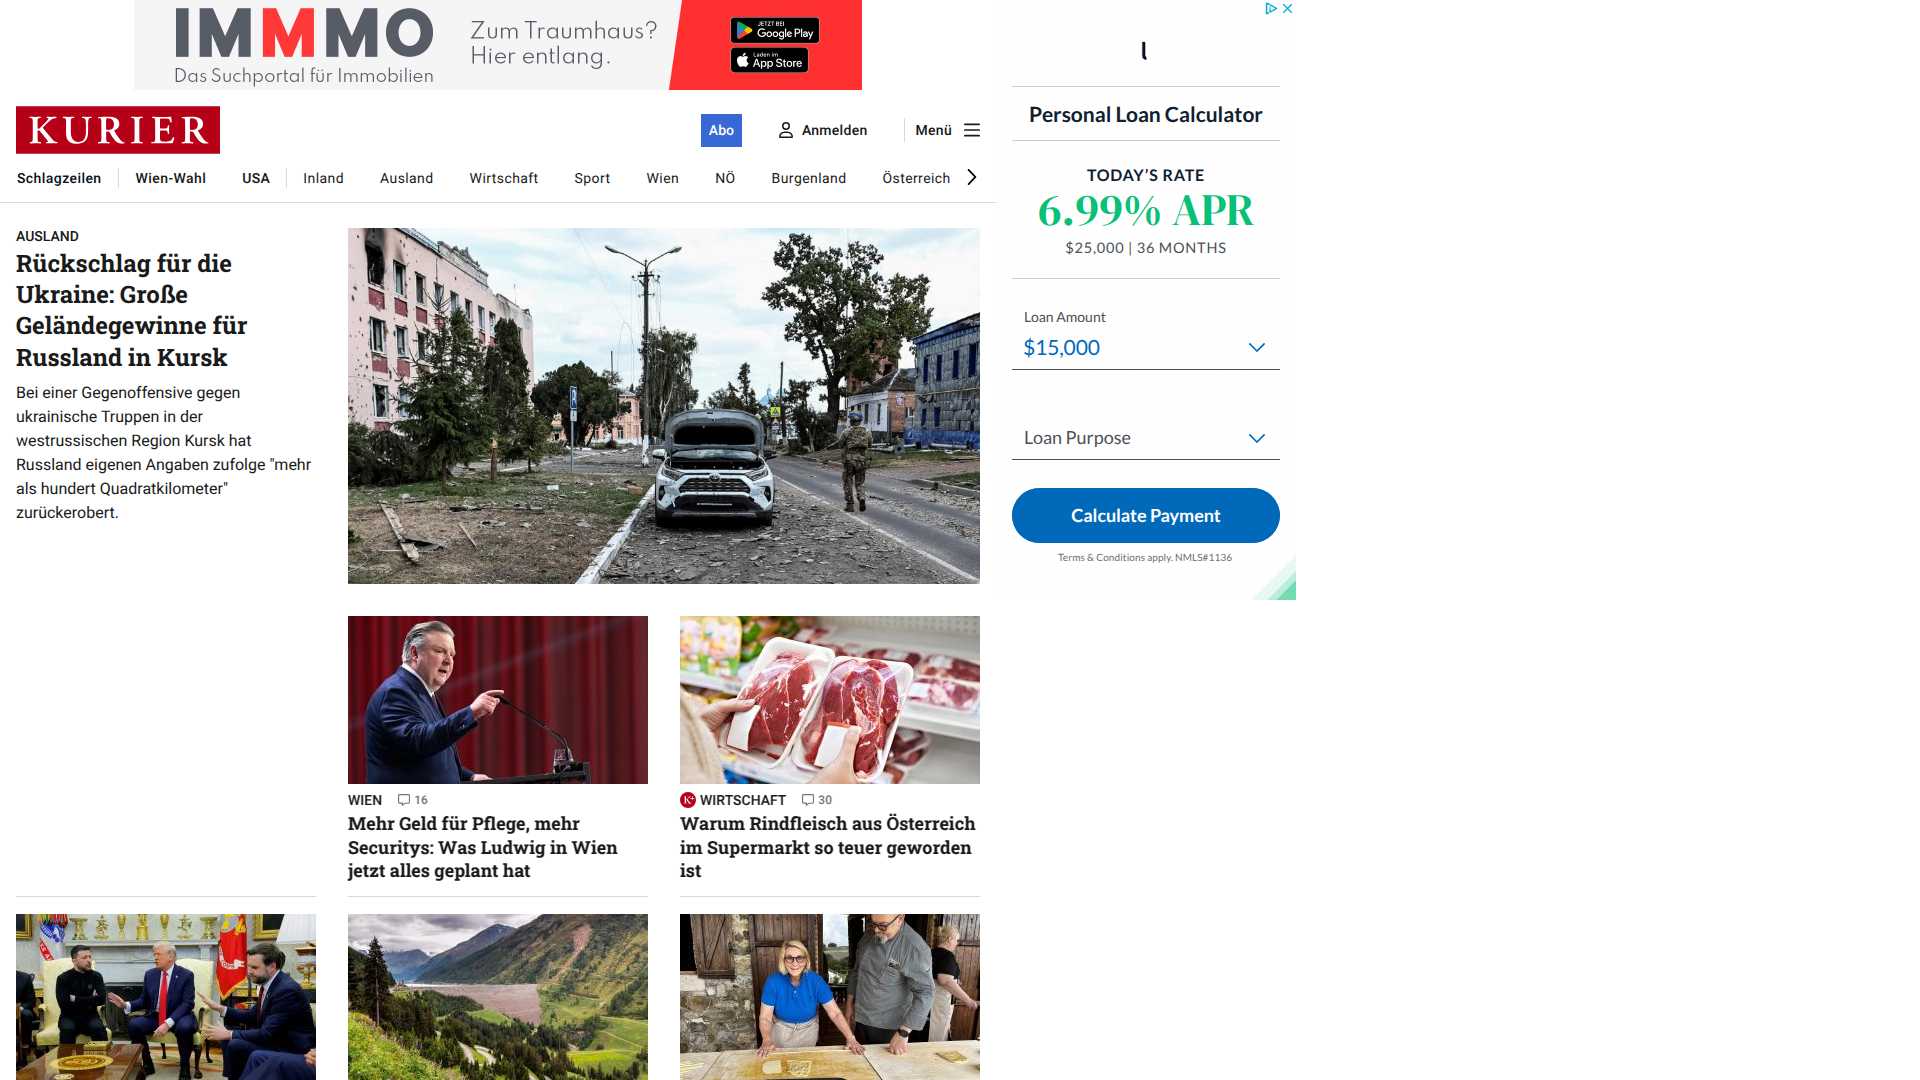 IMMMO
Das Suchportal für Immobilien
Zum Traumhaus?
Hier entlang.
JETZT BEI
Google Play
Laden im
App Store
KURIER
Abo
Anmelden
Menü
Schlagzeilen
Wien-Wahl
USA
Inland
Ausland
Wirtschaft
Sport
Wien
NÖ
Burgenland
Österreich
AUSLAND
Rückschlag für die
Ukraine: Große
Geländegewinne für
Russland in Kursk
Bei einer Gegenoffensive gegen
ukrainische Truppen in der
westrussischen Region Kursk hat
Russland eigenen Angaben zufolge "mehr
als hundert Quadratkilometer"
zurückerobert.
WIEN 16
Mehr Geld für Pflege, mehr
Securitys: Was Ludwig in Wien
jetzt alles geplant hat
K+ WIRTSCHAFT 30
Warum Rindfleisch aus Österreich
im Supermarkt so teuer geworden
ist
l
Personal Loan Calculator
TODAY'S RATE
6.99% APR
$25,000 | 36 MONTHS
Loan Amount
$15,000
Loan Purpose
Calculate Payment
Terms & Conditions apply. NMLS#1136